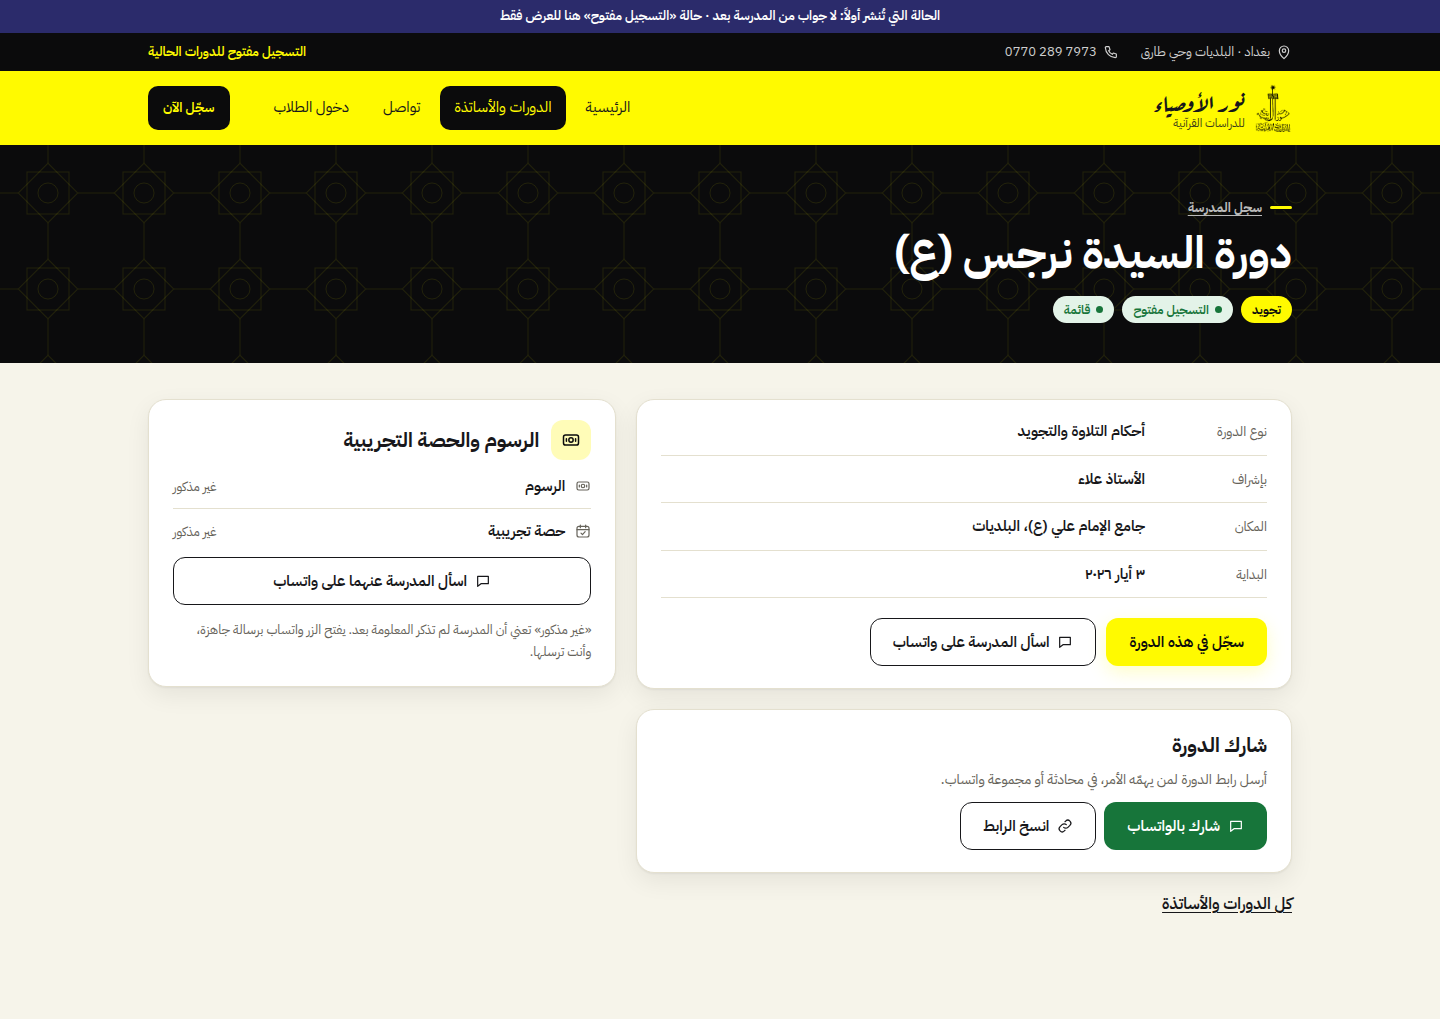 الحالة التي تُنشر أولاً: لا جواب من المدرسة بعد · حالة «التسجيل مفتوح» هنا للعرض فقط
بغداد · البلديات وحي طارق
0770 289 7973
التسجيل مفتوح للدورات الحالية
نور الأوصياء
للدراسات القرآنية
الرئيسية
الدورات والأساتذة
تواصل
دخول الطلاب
سجّل الآن
سجل المدرسة
دورة السيدة نرجس (ع)
تجويد
التسجيل مفتوح
قائمة
نوع الدورة
أحكام التلاوة والتجويد
بإشراف
الأستاذ علاء
المكان
جامع الإمام علي (ع)، البلديات
البداية
٣ أيار ٢٠٢٦
سجّل في هذه الدورة
اسأل المدرسة على واتساب
الرسوم والحصة التجريبية
الرسوم
غير مذكور
حصة تجريبية
غير مذكور
اسأل المدرسة عنهما على واتساب
«غير مذكور» تعني أن المدرسة لم تذكر المعلومة بعد. يفتح الزر واتساب برسالة جاهزة،
وأنت ترسلها.
شارك الدورة
أرسل رابط الدورة لمن يهمّه الأمر، في محادثة أو مجموعة واتساب.
شارك بالواتساب
انسخ الرابط
كل الدورات والأساتذة